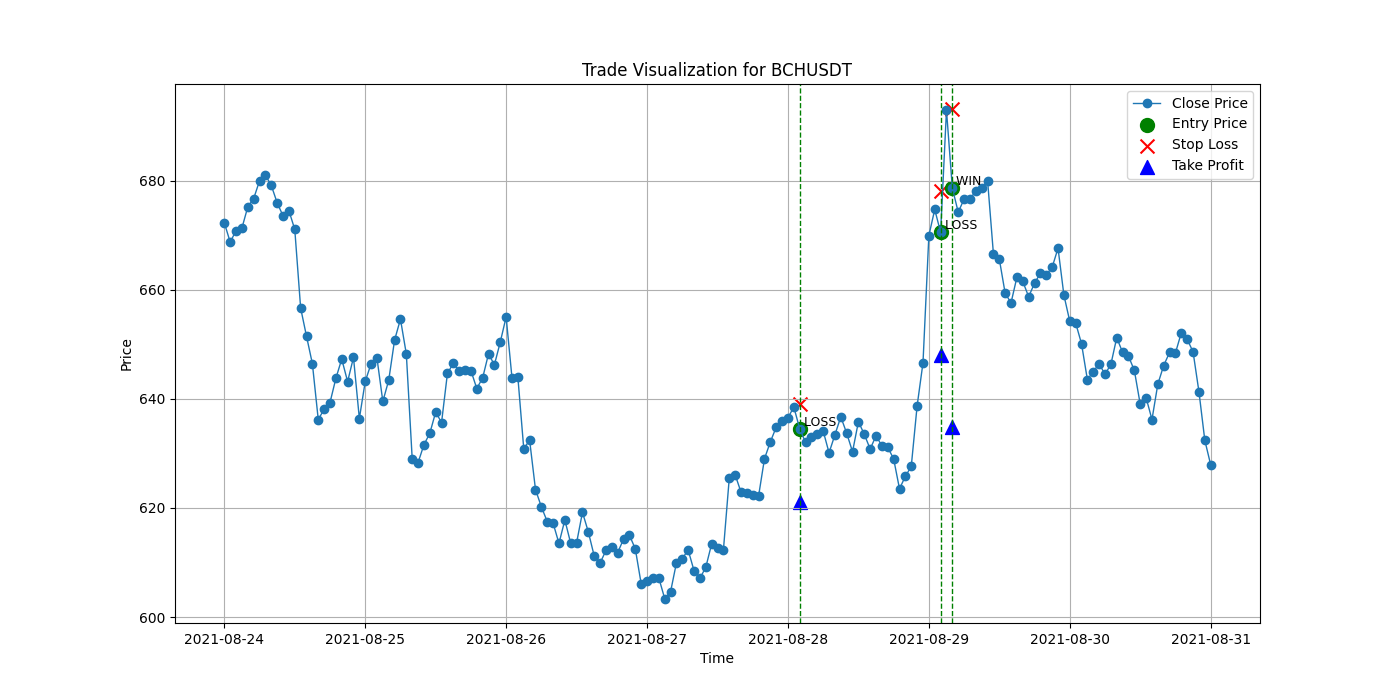 Trade Visualization for BCHUSDT
Close Price
Entry Price
Stop Loss
Take Profit
WIN
LOSS
LOSS
Price
680
660
640
620
600
2021-08-24 2021-08-25 2021-08-26 2021-08-27 2021-08-28 2021-08-29 2021-08-30 2021-08-31
Time